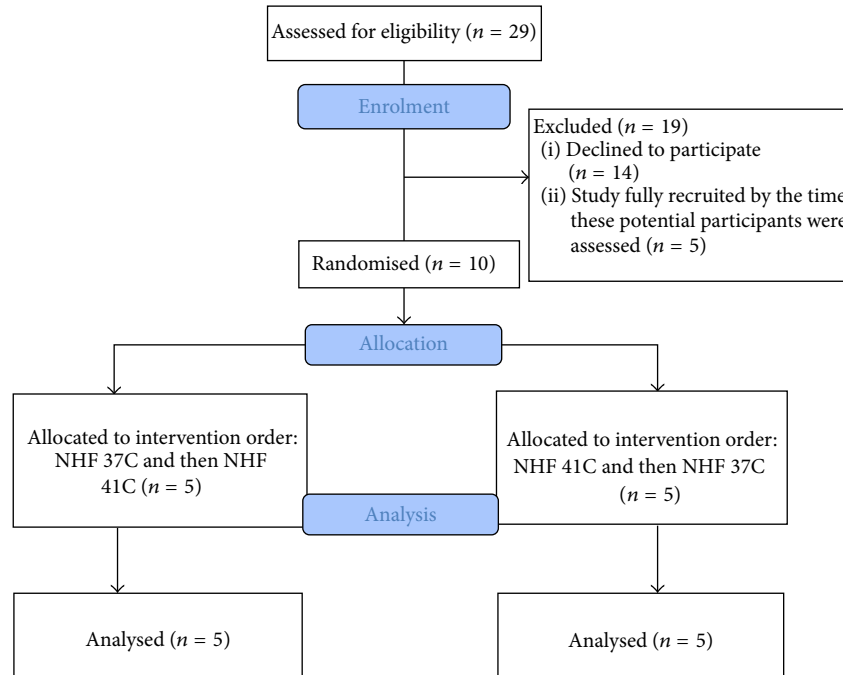 Assessed for eligibility (n = 29)
Enrolment
Excluded (n = 19)
(i) Declined to participate
(n = 14)
(ii) Study fully recruited by the time
these potential participants were
assessed (n = 5)
Randomised (n = 10)
Allocation
Allocated to intervention order:
NHF 37C and then NHF
41C (n = 5)
Allocated to intervention order:
NHF 41C and then NHF 37C
(n = 5)
Analysis
Analysed (n = 5)
Analysed (n = 5)